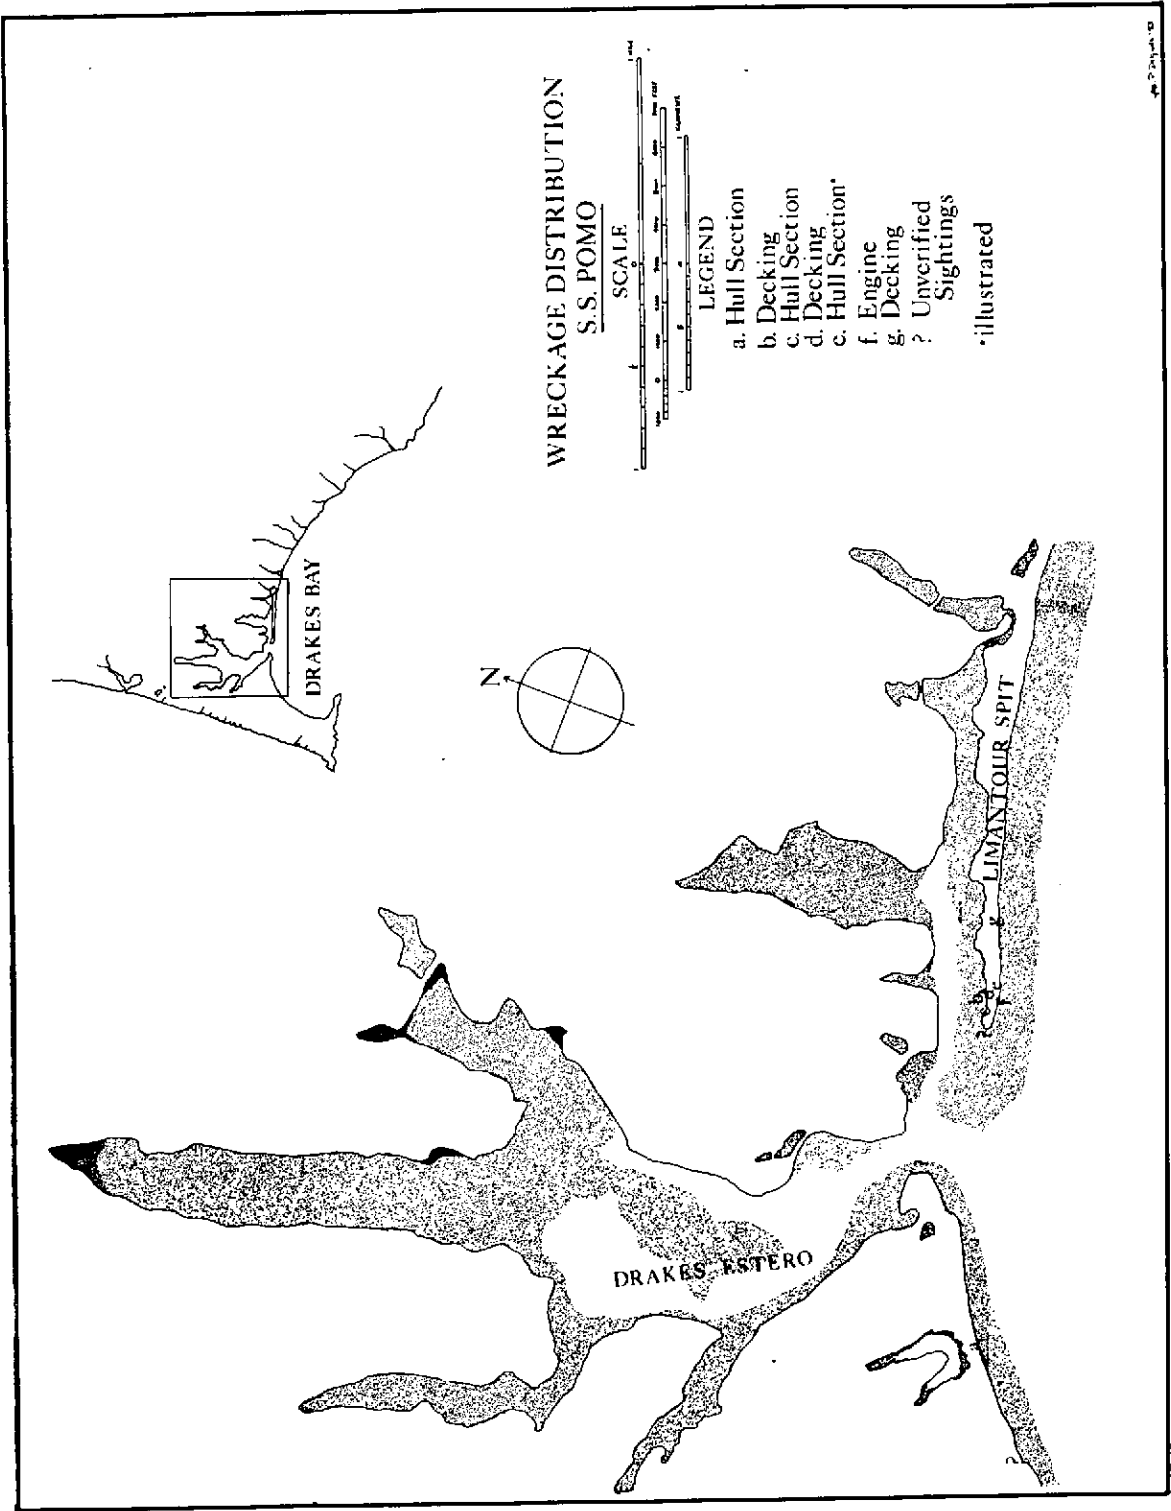 WRECKAGE DISTRIBUTION
S.S. POMO
SCALE
LEGEND
a. Hull Section
b. Decking
c. Hull Section
d. Decking
e. Hull Section*
f. Engine
g. Decking
? Unverified
Sightings
*illustrated
DRAKES BAY
N
LIMANTOUR SPIT
DRAKES ESTERO